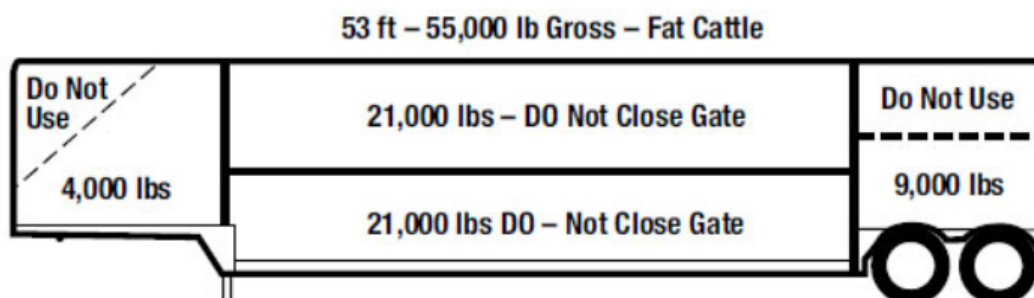 53 ft – 55,000 lb Gross – Fat Cattle
Do Not
Use
4,000 lbs
21,000 lbs – DO Not Close Gate
21,000 lbs DO – Not Close Gate
Do Not Use
9,000 lbs